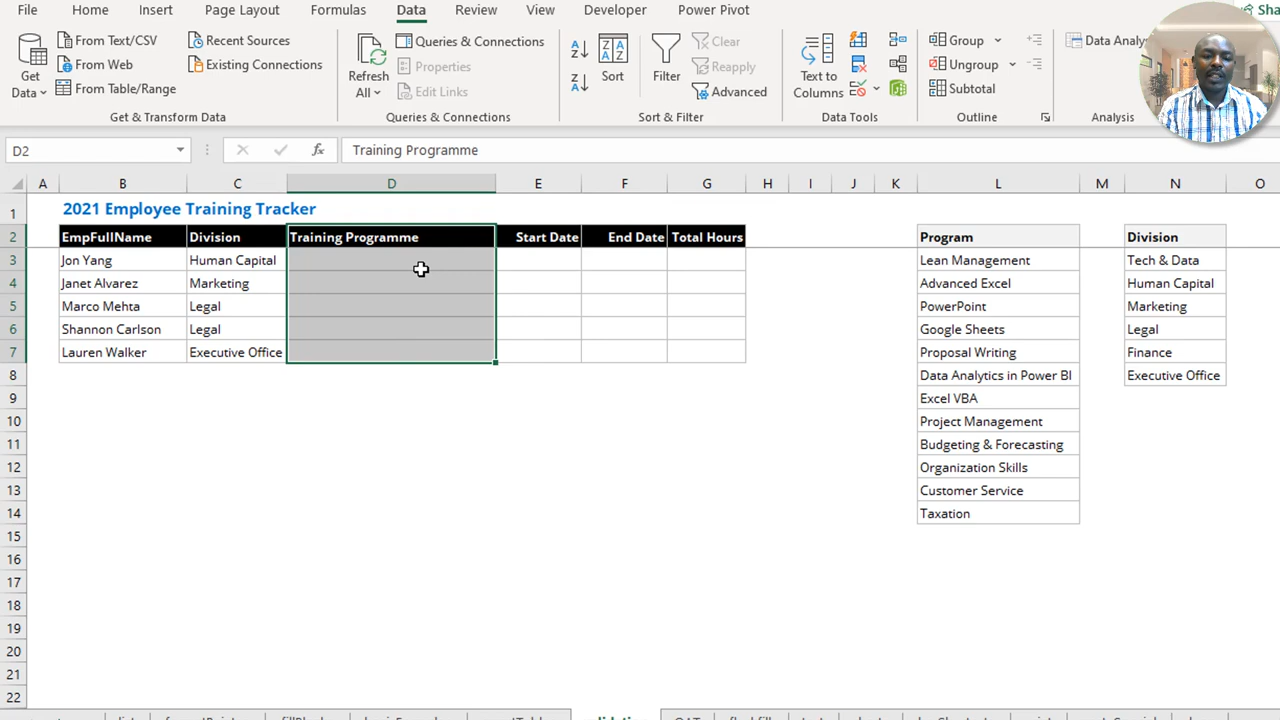 File Home Insert Page Layout Formulas Data Review View Developer Power Pivot
Get Data
From Text/CSV
From Web
From Table/Range
Recent Sources
Existing Connections
Get & Transform Data
Refresh All
Queries & Connections
Properties
Edit Links
Queries & Connections
Sort
Filter
Clear
Reapply
Advanced
Sort & Filter
Text to Columns
Data Tools
Group
Ungroup
Subtotal
Outline
Data Analy
Analysis
D2 fx Training Programme
A B C D E F G H I J K L M N O
1 2021 Employee Training Tracker
2 EmpFullName Division Training Programme Start Date End Date Total Hours Program Division
3 Jon Yang Human Capital Lean Management Tech & Data
4 Janet Alvarez Marketing Advanced Excel Human Capital
5 Marco Mehta Legal PowerPoint Marketing
6 Shannon Carlson Legal Google Sheets Legal
7 Lauren Walker Executive Office Proposal Writing Finance
8 Data Analytics in Power BI Executive Office
9 Excel VBA
10 Project Management
11 Budgeting & Forecasting
12 Organization Skills
13 Customer Service
14 Taxation
15
16
17
18
19
20
21
22